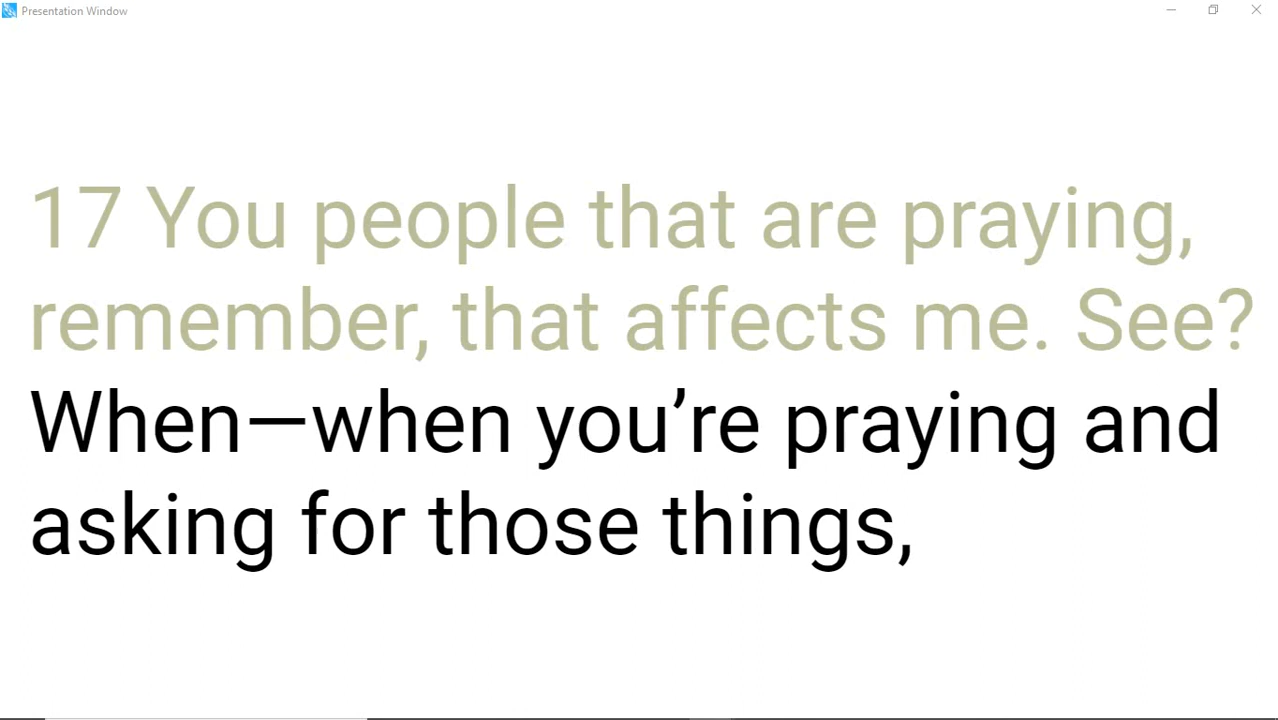 Presentation Window
17 You people that are praying,
remember, that affects me. See?
When—when you’re praying and
asking for those things,